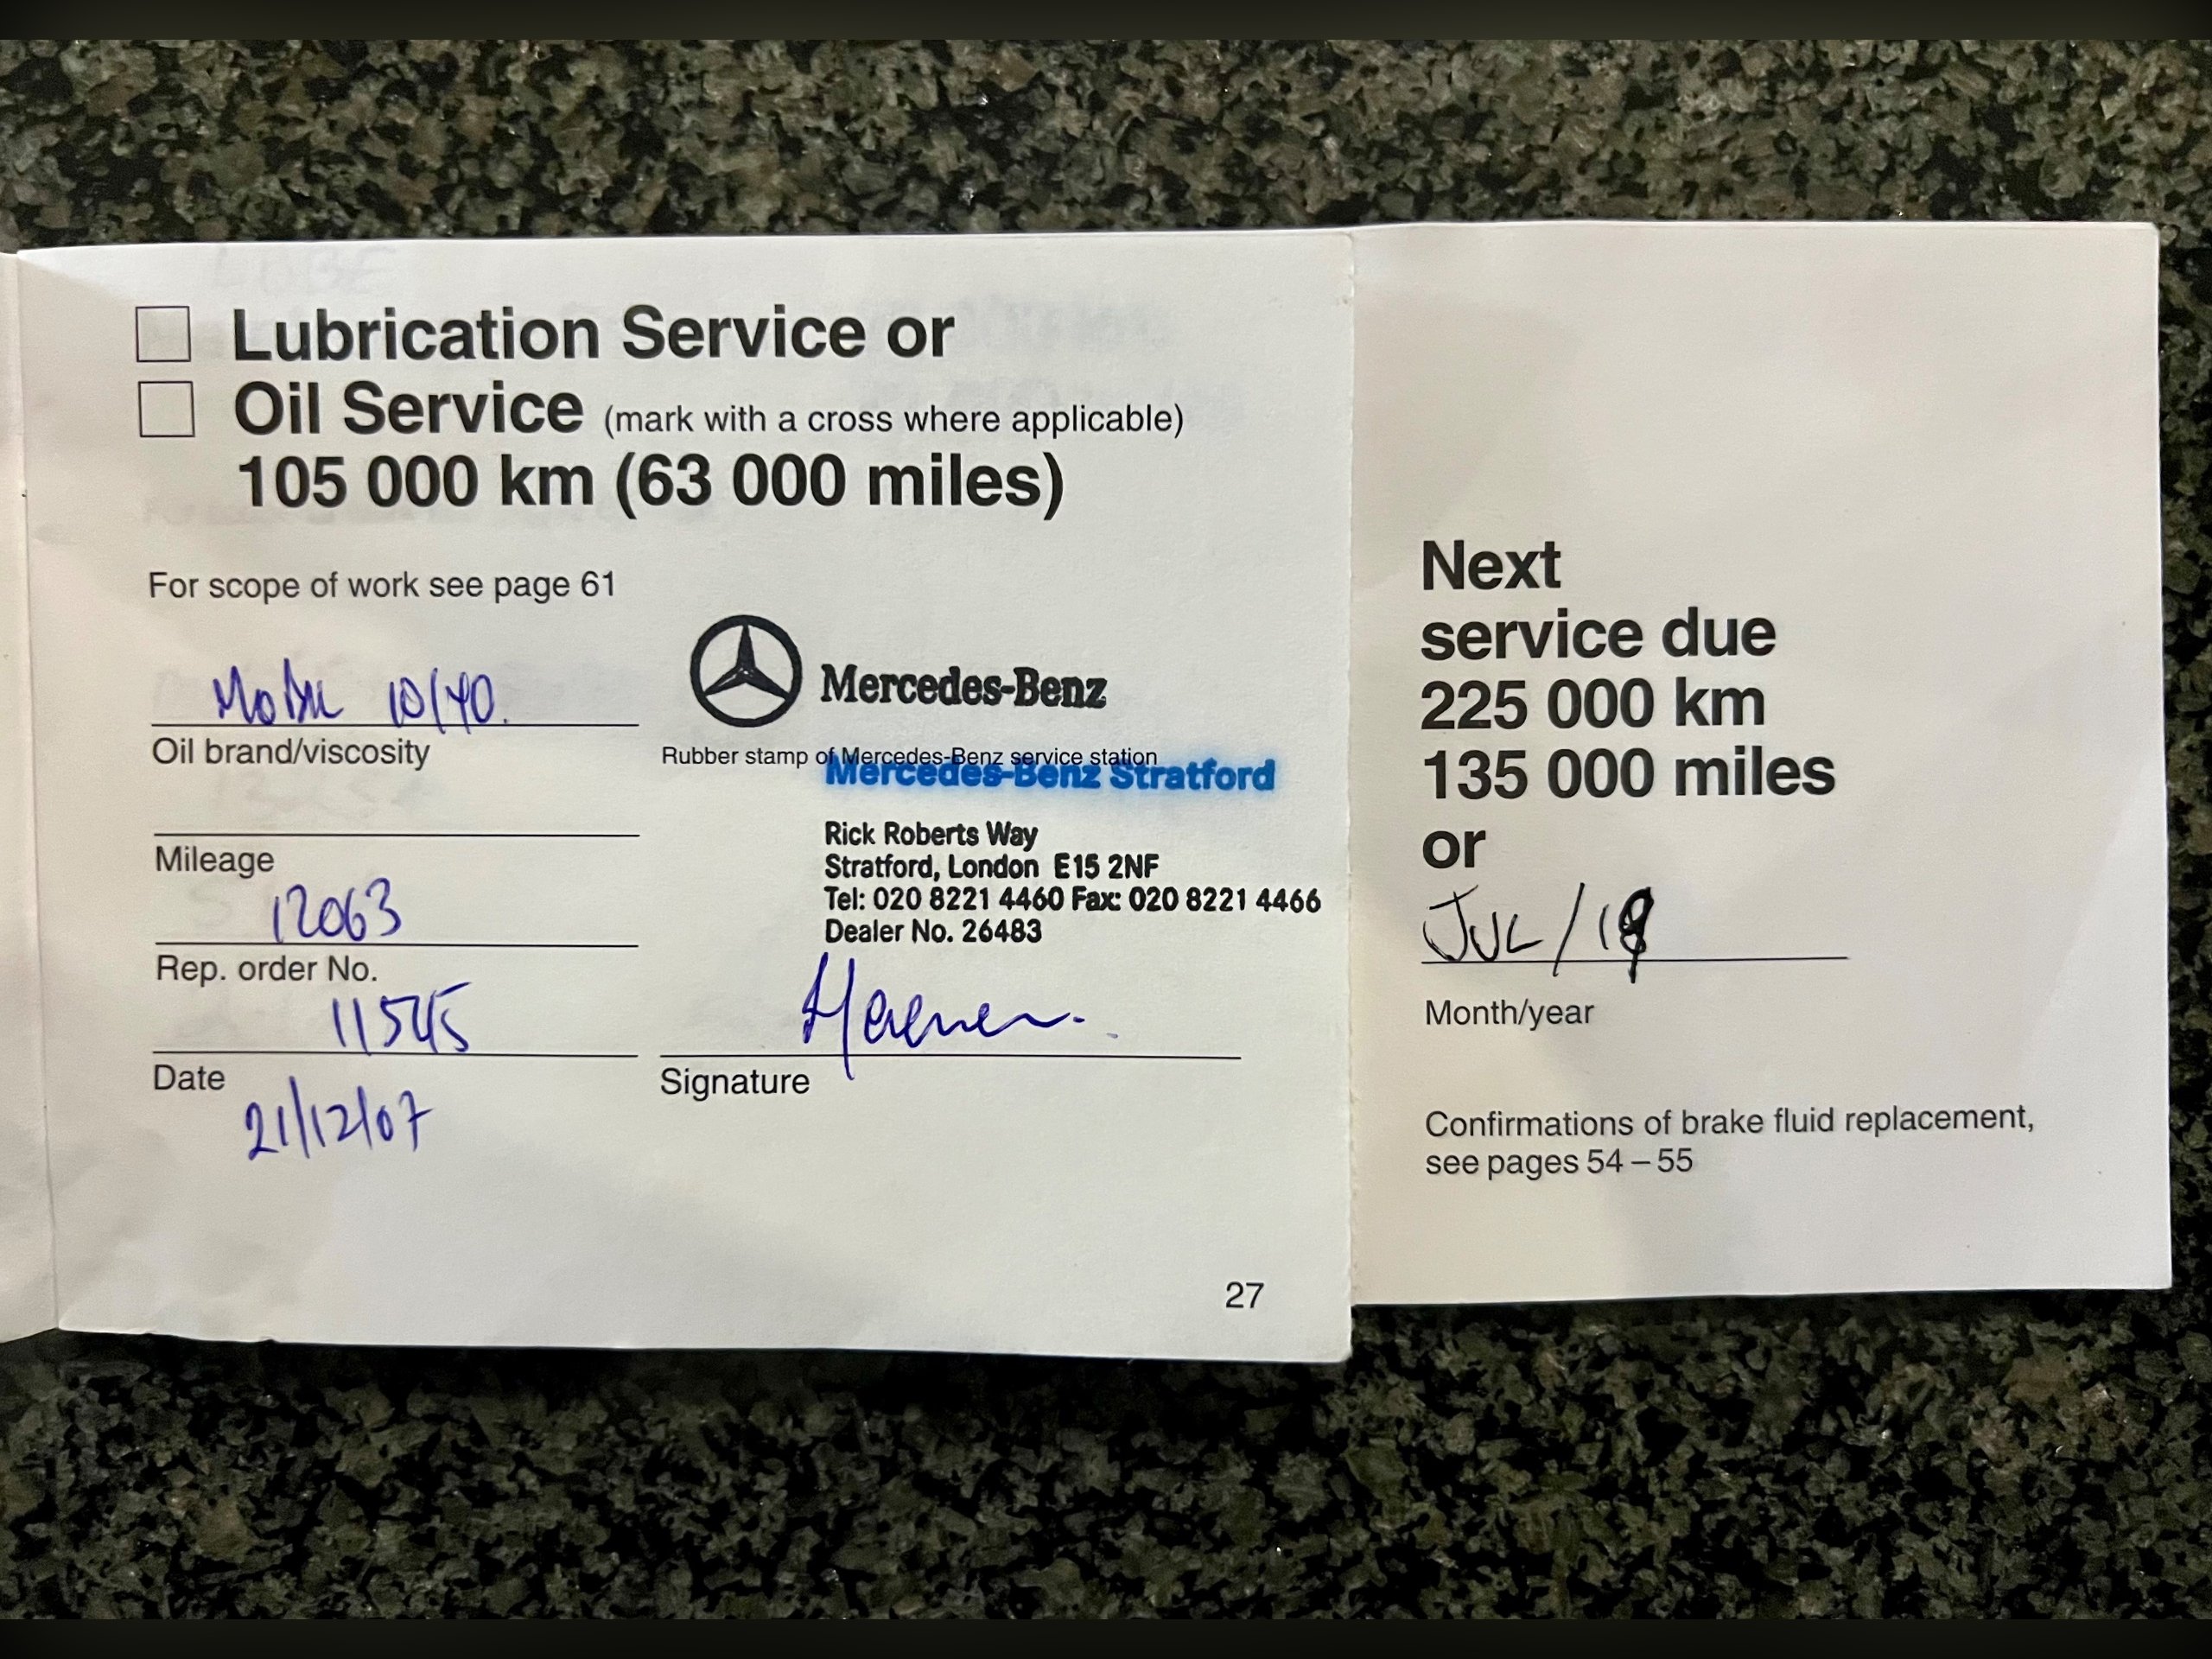 Lubrication Service or
Oil Service (mark with a cross where applicable)
105 000 km (63 000 miles)
For scope of work see page 61
Mobil 10/40.
Oil brand/viscosity
Mileage
12063
Rep. order No.
11545
Date
21/12/07
Mercedes-Benz
Rubber stamp of Mercedes-Benz service station
Mercedes-Benz Stratford
Rick Roberts Way
Stratford, London E15 2NF
Tel: 020 8221 4460 Fax: 020 8221 4466
Dealer No. 26483
Signature
27
Next
service due
225 000 km
135 000 miles
or
JUL/19
Month/year
Confirmations of brake fluid replacement,
see pages 54 – 55